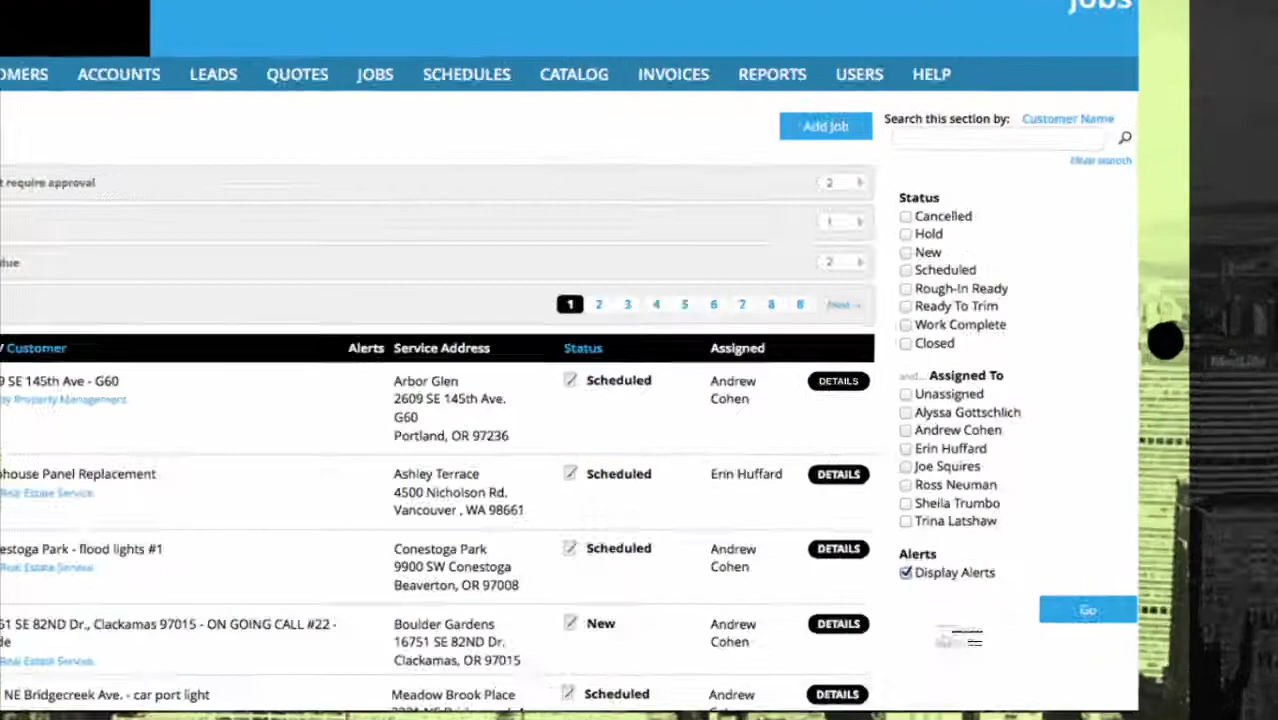 Jobs
OMERS ACCOUNTS LEADS QUOTES JOBS SCHEDULES CATALOG INVOICES REPORTS USERS HELP
Add Job
Search this section by: Customer Name
t require approval 2
1
2
1 2 3 4 5 6 7 8 Next
/ Customer Alerts Service Address Status Assigned
9 SE 145th Ave - G60
Property Management
Arbor Glen
2609 SE 145th Ave.
G60
Portland, OR 97236
Scheduled
Andrew
Cohen
DETAILS
house Panel Replacement
Real Estate Service
Ashley Terrace
4500 Nicholson Rd.
Vancouver , WA 98661
Scheduled
Erin Huffard
DETAILS
estoga Park - flood lights #1
Real Estate Service
Conestoga Park
9900 SW Conestoga
Beaverton, OR 97008
Scheduled
Andrew
Cohen
DETAILS
51 SE 82ND Dr., Clackamas 97015 - ON GOING CALL #22 -
de
Real Estate Service
Boulder Gardens
16751 SE 82ND Dr.
Clackamas, OR 97015
New
Andrew
Cohen
DETAILS
NE Bridgecreek Ave. - car port light
Meadow Brook Place
Scheduled
Andrew
DETAILS
Status
Cancelled
Hold
New
Scheduled
Rough-In Ready
Ready To Trim
Work Complete
Closed
and... Assigned To
Unassigned
Alyssa Gottschlich
Andrew Cohen
Erin Huffard
Joe Squires
Ross Neuman
Sheila Trumbo
Trina Latshaw
Alerts
Display Alerts
Go